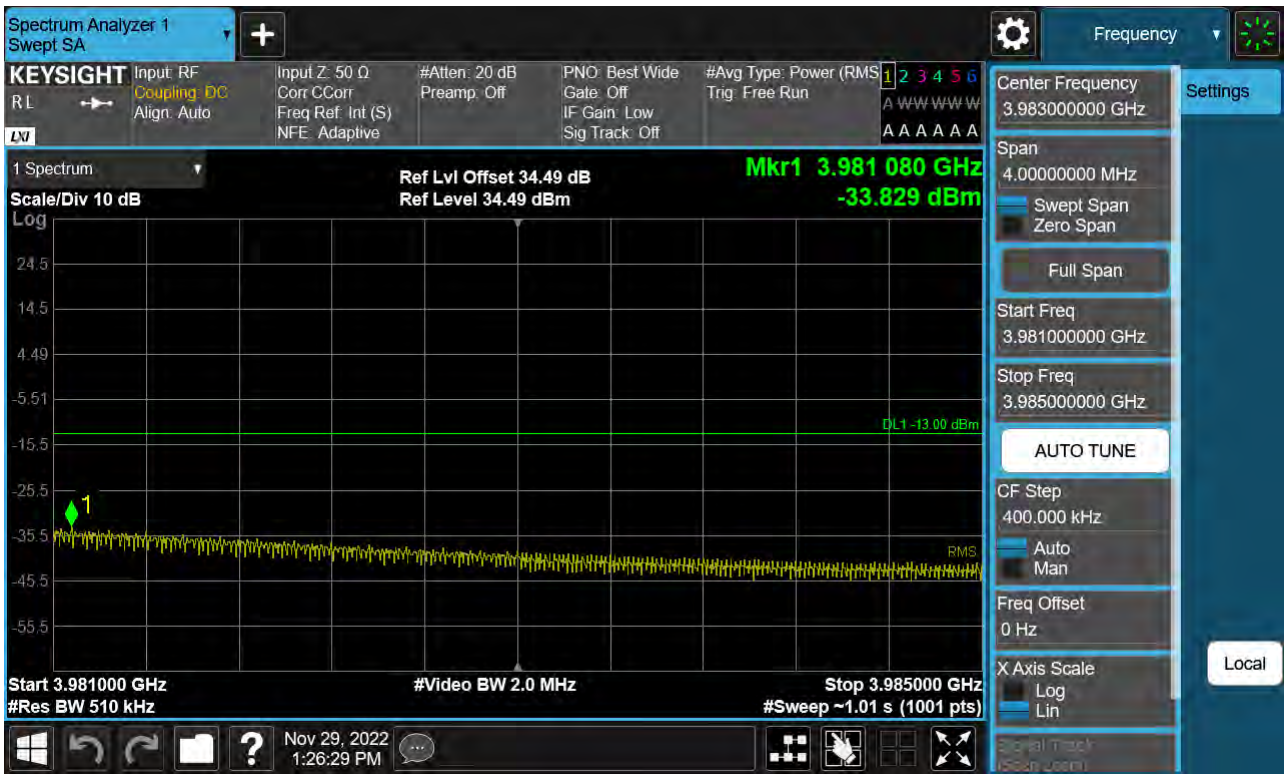 Spectrum Analyzer 1
Swept SA
+
Frequency
KEYSIGHT
RL
LXI
Input: RF
Coupling: DC
Align: Auto
Input Z: 50 Ω
Corr CCorr
Freq Ref: Int (S)
NFE: Adaptive
#Atten: 20 dB
Preamp: Off
PNO: Best Wide
Gate: Off
IF Gain: Low
Sig Track: Off
#Avg Type: Power (RMS
Trig: Free Run
1 2 3 4 5 6
A W W W W W
A A A A A A
1 Spectrum
Scale/Div 10 dB
Ref Lvl Offset 34.49 dB
Ref Level 34.49 dBm
Mkr1 3.981 080 GHz
-33.829 dBm
Log
24.5
14.5
4.49
-5.51
DL1 -13.00 dBm
-15.5
-25.5
1
-35.5
RMS
-45.5
-55.5
Start 3.981000 GHz
#Video BW 2.0 MHz
Stop 3.985000 GHz
#Res BW 510 kHz
#Sweep ~1.01 s (1001 pts)
Center Frequency
3.983000000 GHz
Span
4.00000000 MHz
Swept Span
Zero Span
Full Span
Start Freq
3.981000000 GHz
Stop Freq
3.985000000 GHz
AUTO TUNE
CF Step
400.000 kHz
Auto
Man
Freq Offset
0 Hz
X Axis Scale
Log
Lin
Signal Track
(Span Zoom)
Settings
Local
?
Nov 29, 2022
1:26:29 PM